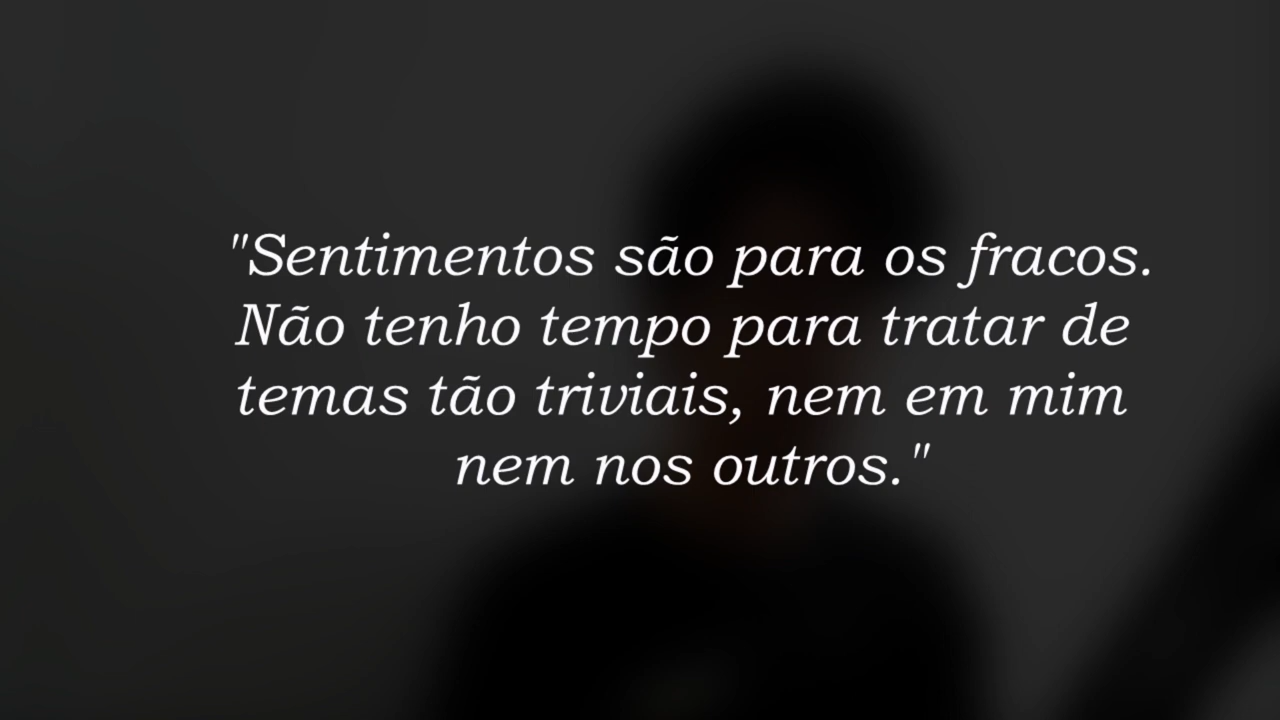 "Sentimentos são para os fracos.
Não tenho tempo para tratar de
temas tão triviais, nem em mim
nem nos outros."